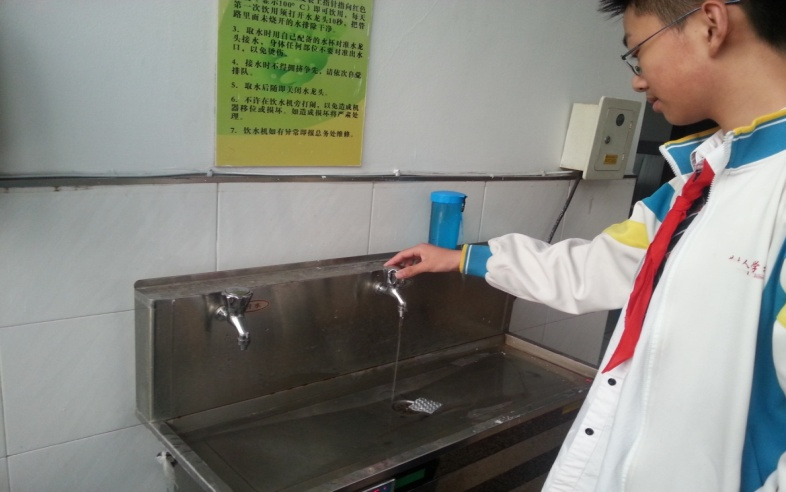 显示100°C）即可饮用，每天
第一次饮用须打开水龙头10秒，把管
路里面未烧开的水排除干净。
3、取水时用自己配备的水杯对准水龙
头接水，身体任何部位不要对准出水
口，以免烫伤。
4、接水时不得拥挤争先，请依次自觉
排队。
5、取水后随即关闭水龙头。
6、不许在饮水机旁打闹，以免造成机
器移位或损坏。如造成损坏将严肃处
理。
7、饮水机如有异常即报总务处维修。